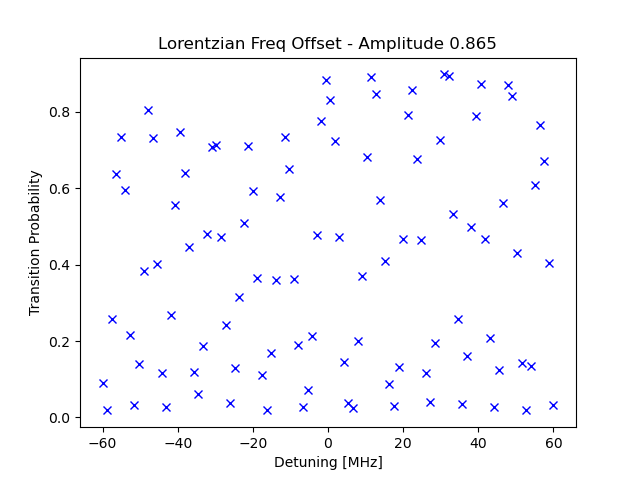 Lorentzian Freq Offset - Amplitude 0.865
Transition Probability
0.8
0.6
0.4
0.2
0.0
−60 −40 −20 0 20 40 60
Detuning [MHz]